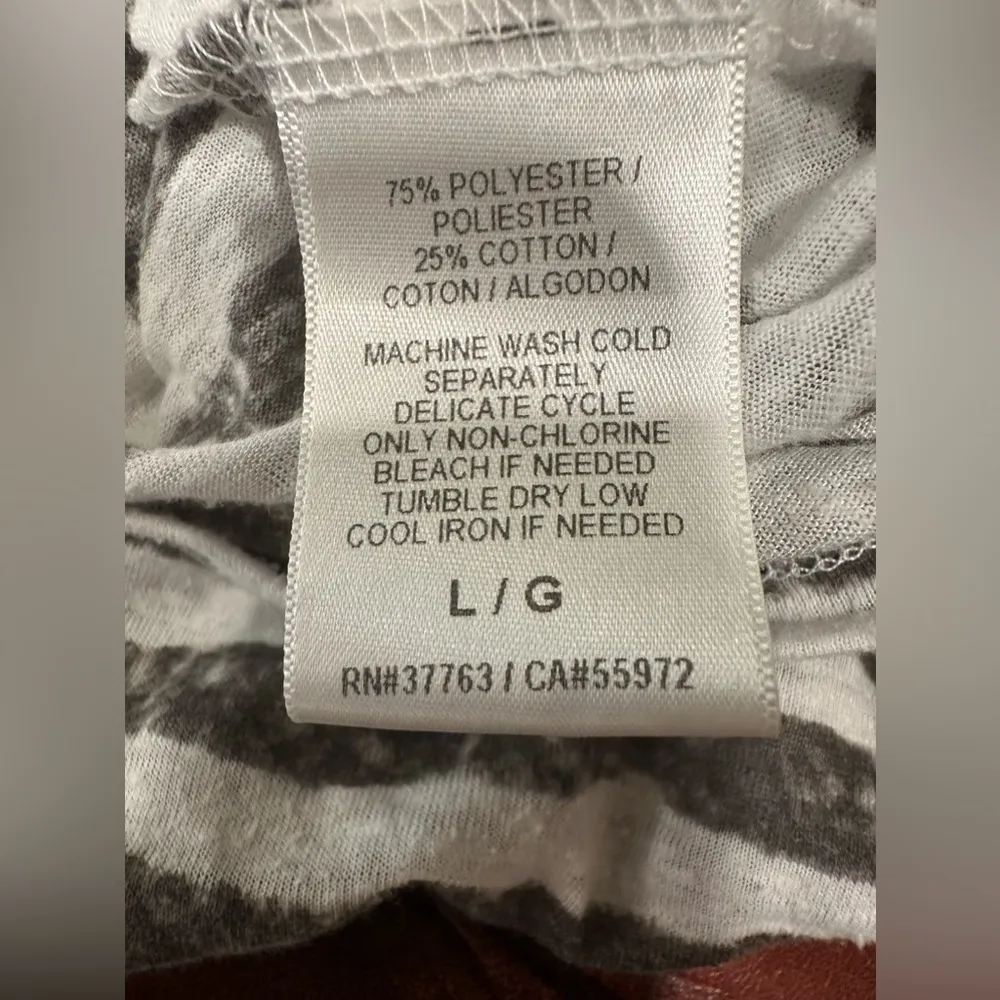 75% POLYESTER /
POLIESTER
25% COTTON /
COTON / ALGODON
MACHINE WASH COLD
SEPARATELY
DELICATE CYCLE
ONLY NON-CHLORINE
BLEACH IF NEEDED
TUMBLE DRY LOW
COOL IRON IF NEEDED
L / G
RN#37763 / CA#55972